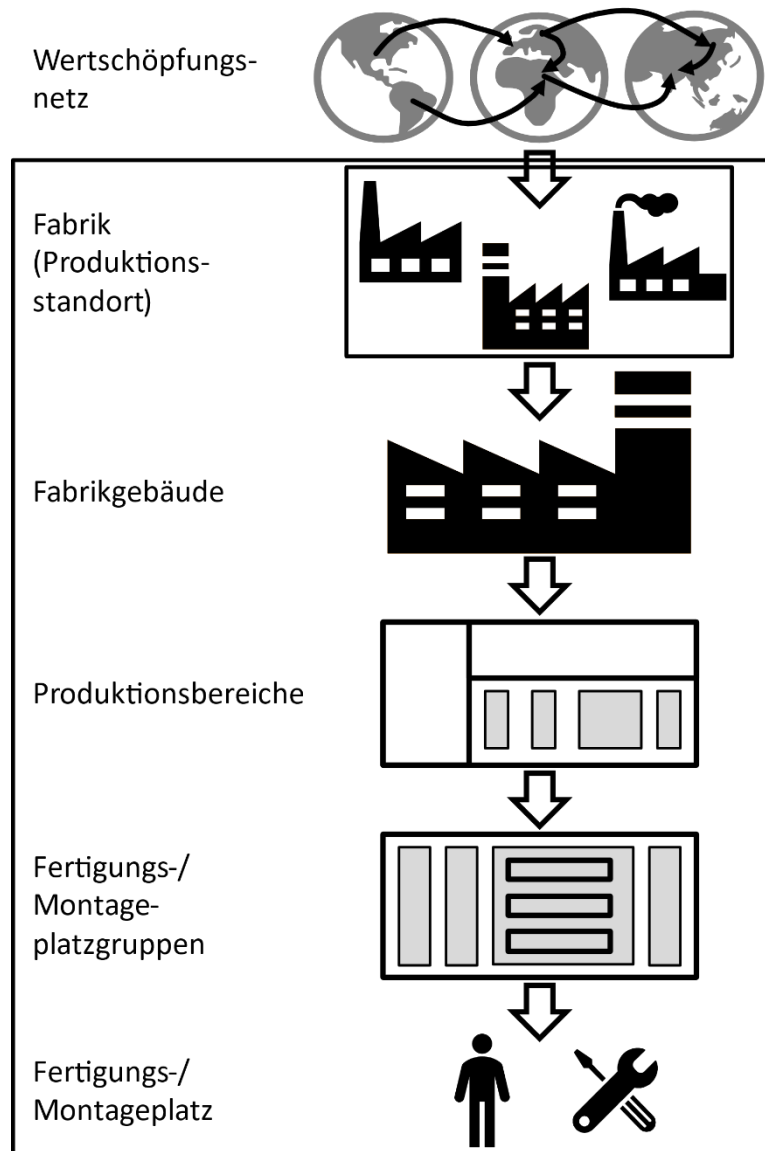 Wertschöpfungs-
netz
Fabrik
(Produktions-
standort)
Fabrikgebäude
Produktionsbereiche
Fertigungs-/
Montage-
platzgruppen
Fertigungs-/
Montageplatz